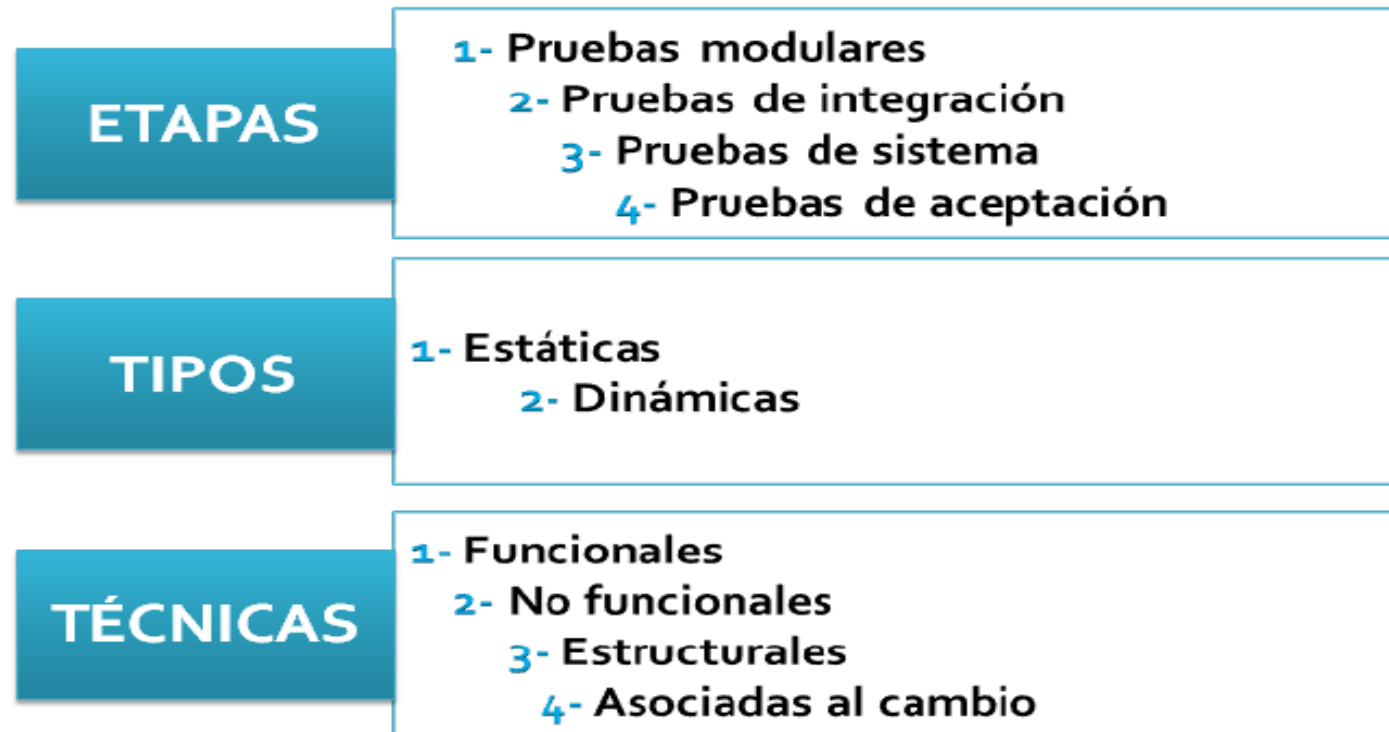 ETAPAS
1- Pruebas modulares
2- Pruebas de integración
3- Pruebas de sistema
4- Pruebas de aceptación
TIPOS
1- Estáticas
2- Dinámicas
TÉCNICAS
1- Funcionales
2- No funcionales
3- Estructurales
4- Asociadas al cambio